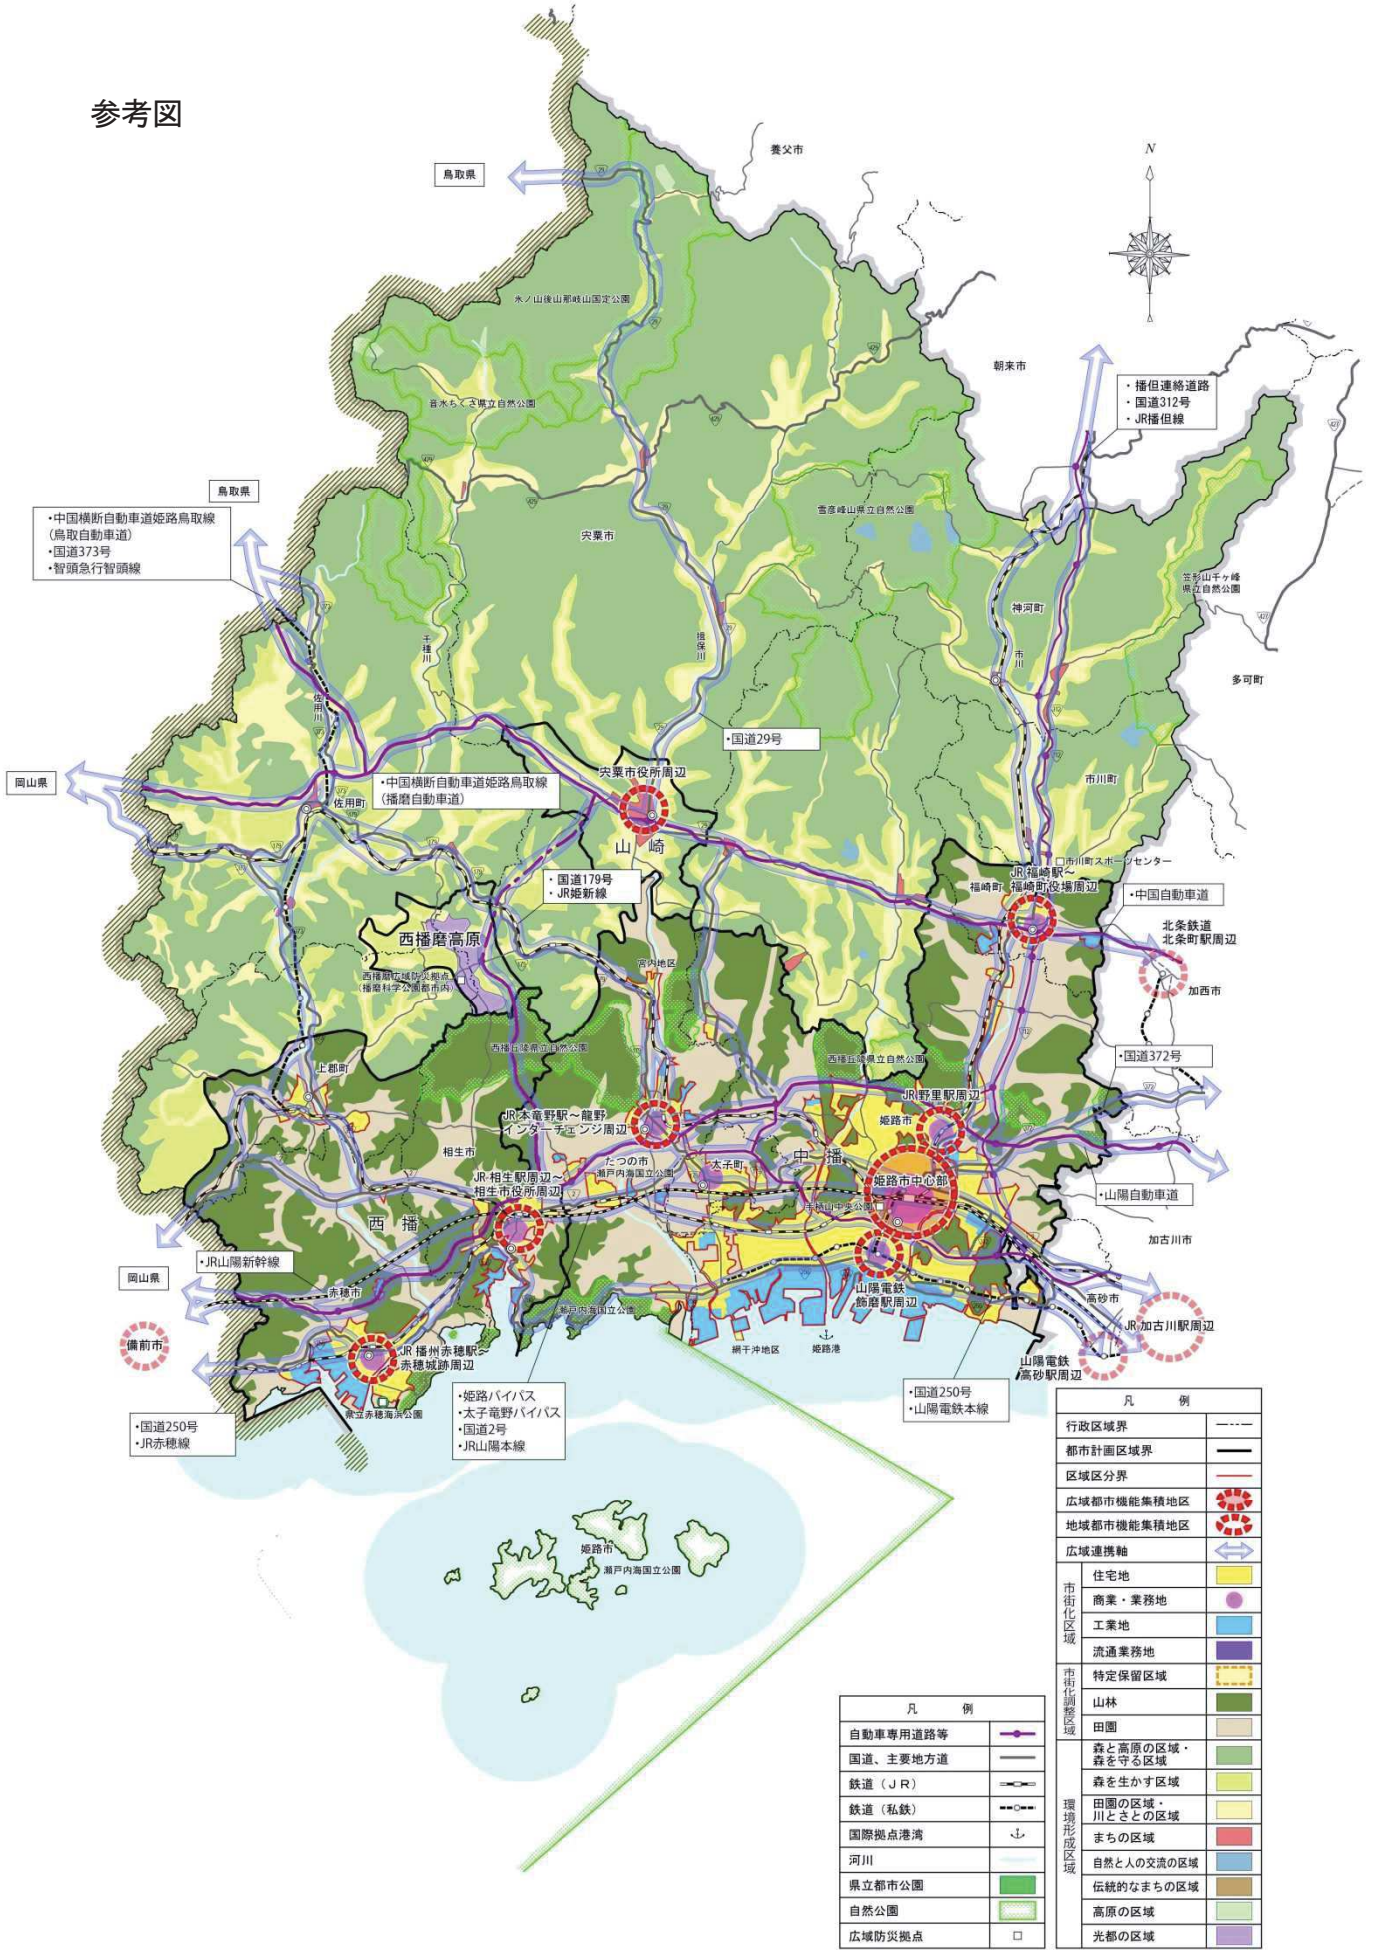 参考図
N
養父市
鳥取県
氷ノ山後山那岐山国定公園
朝来市
・播但連絡道路
・国道312号
・JR播但線
音水ちくさ県立自然公園
鳥取県
・中国横断自動車道姫路鳥取線
(鳥取自動車道)
・国道373号
・智頭急行智頭線
宍粟市
雪彦峰山県立自然公園
笠形山千ヶ峰
県立自然公園
神河町
千種川
揖保川
市川
佐用川
多可町
・国道29号
岡山県
宍粟市役所周辺
市川町
・中国横断自動車道姫路鳥取線
(播磨自動車道)
佐用町
山崎
市川町スポーツセンター
JR福崎駅～
福崎町役場周辺
福崎町
・国道179号
・JR姫新線
・中国自動車道
北条鉄道
北条町駅周辺
加西市
西播磨高原
西播磨広域防災拠点
(播磨科学公園都市内)
宮内地区
・国道372号
西播丘陵県立自然公園
西播丘陵県立自然公園
上郡町
JR本竜野駅～龍野
インターチェンジ周辺
JR野里駅周辺
姫路市
相生市
たつの市
瀬戸内海国立公園
太子町
中播
JR相生駅周辺～
相生市役所周辺
姫路市中心部
手柄山中央公園
・山陽自動車道
西播
加古川市
・JR山陽新幹線
岡山県
赤穂市
瀬戸内海国立公園
山陽電鉄
飾磨駅周辺
高砂市
JR加古川駅周辺
備前市
JR播州赤穂駅～
赤穂城跡周辺
網干沖地区
姫路港
山陽電鉄
高砂駅周辺
県立赤穂海浜公園
・国道250号
・JR赤穂線
・姫路バイパス
・太子竜野バイパス
・国道2号
・JR山陽本線
・国道250号
・山陽電鉄本線
姫路市
瀬戸内海国立公園
凡例
行政区域界
都市計画区域界
区域区分界
広域都市機能集積地区
地域都市機能集積地区
広域連携軸
市街化区域
住宅地
商業・業務地
工業地
流通業務地
市街化調整区域
特定保留区域
山林
田園
環境形成区域
森と高原の区域・
森を守る区域
森を生かす区域
田園の区域・
川とさとの区域
まちの区域
自然と人の交流の区域
伝統的なまちの区域
高原の区域
光都の区域
凡例
自動車専用道路等
国道、主要地方道
鉄道（ＪＲ）
鉄道（私鉄）
国際拠点港湾
河川
県立都市公園
自然公園
広域防災拠点